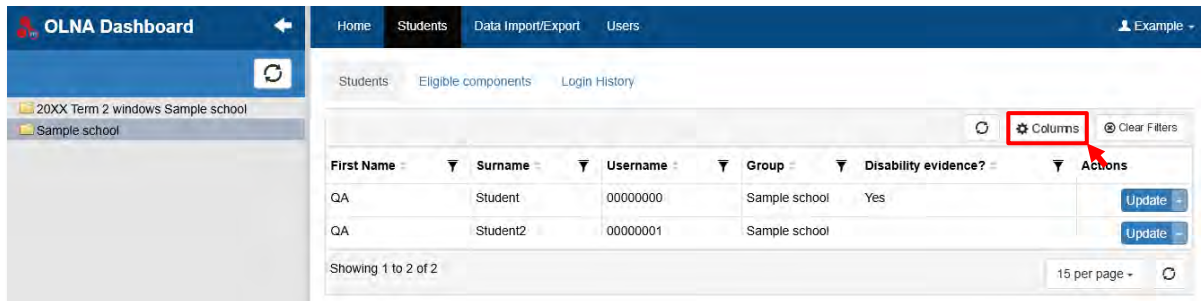 OLNA Dashboard
Home Students Data Import/Export Users Example
Students Eligible components Login History
20XX Term 2 windows Sample school
Sample school
Columns Clear Filters
First Name Surname Username Group Disability evidence? Actions
QA Student 00000000 Sample school Yes Update
QA Student2 00000001 Sample school Update
Showing 1 to 2 of 2
15 per page